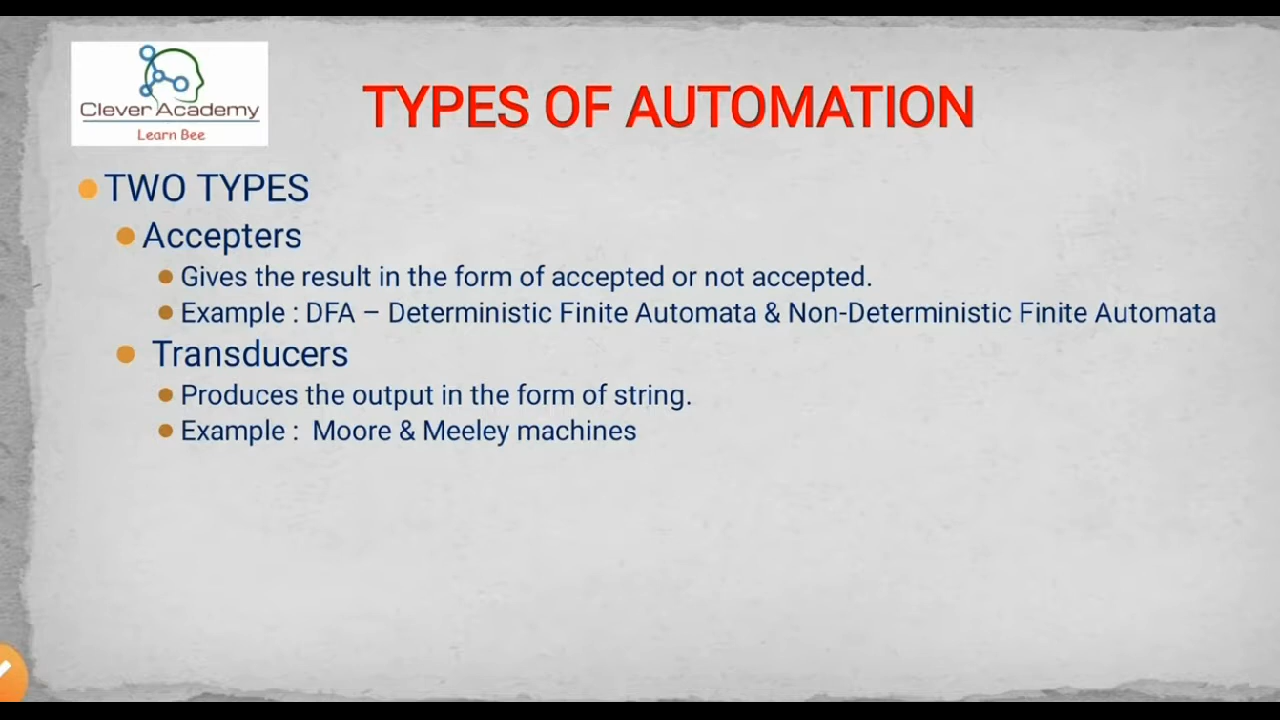 Clever Academy
Learn Bee
TYPES OF AUTOMATION
TWO TYPES
Accepters
Gives the result in the form of accepted or not accepted.
Example : DFA – Deterministic Finite Automata & Non-Deterministic Finite Automata
Transducers
Produces the output in the form of string.
Example : Moore & Meeley machines